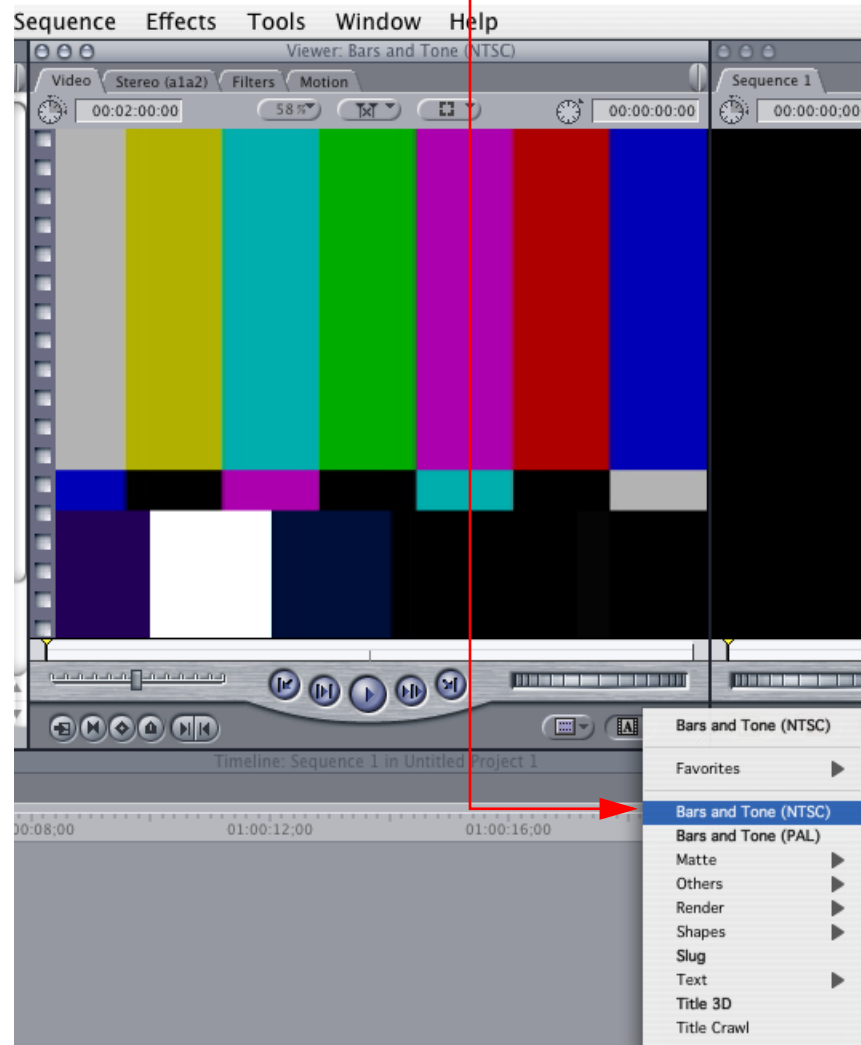 Sequence Effects Tools Window Help
Viewer: Bars and Tone (NTSC)
Video Stereo (a1a2) Filters Motion
Sequence 1
00:02:00:00 58% 00:00:00:00
00:00:00;00
A
Timeline: Sequence 1 in Untitled Project 1
00:08;00 01:00:12;00 01:00:16;00
Bars and Tone (NTSC)
Favorites
Bars and Tone (NTSC)
Bars and Tone (PAL)
Matte
Others
Render
Shapes
Slug
Text
Title 3D
Title Crawl